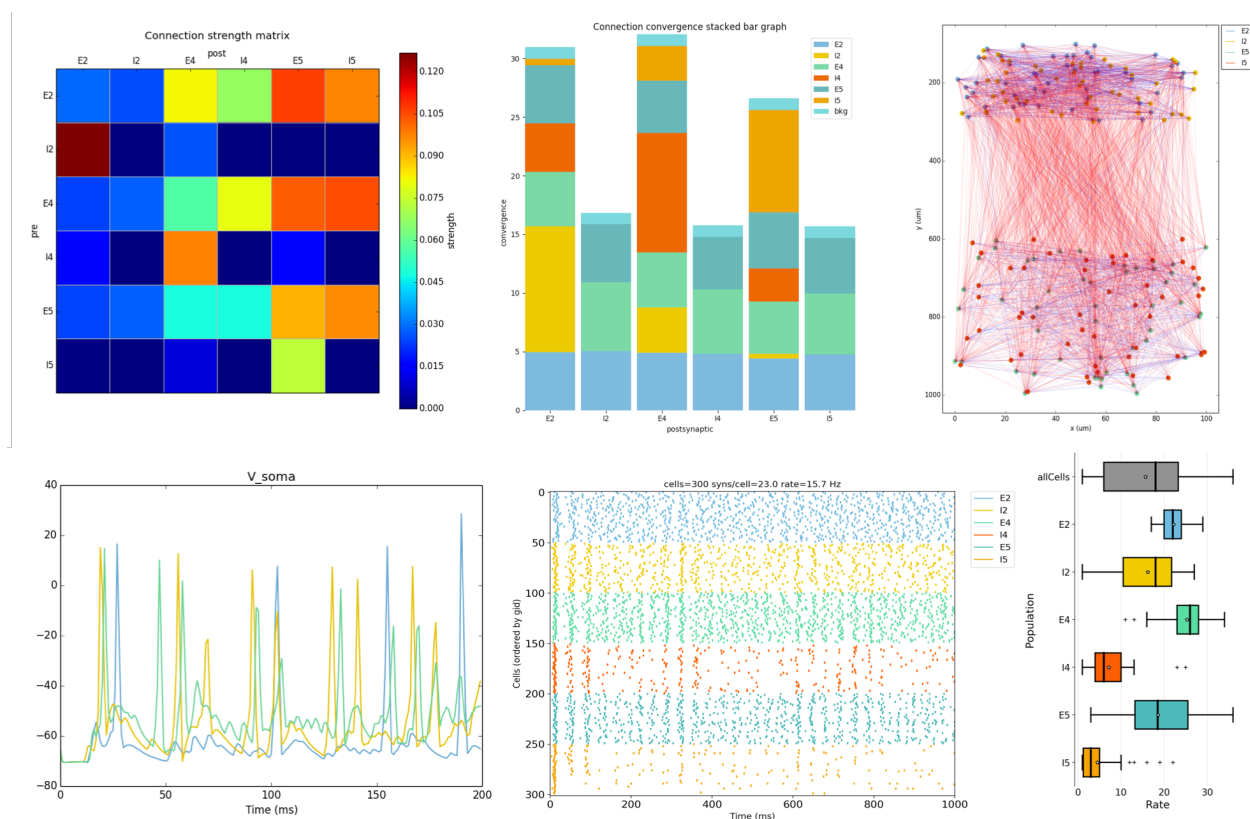 Connection strength matrix
post
E2 I2 E4 I4 E5 I5
E2
I2
E4
I4
E5
I5
pre
0.120
0.105
0.090
0.075
0.060
0.045
0.030
0.015
0.000
strength
Connection convergence stacked bar graph
30
25
20
15
10
5
0
convergence
E2
I2
E4
I4
E5
I5
bkg
E2 I2 E4 I4 E5 I5
postsynaptic
200
400
600
800
1000
y (um)
0 20 40 60 80 100
x (um)
E2
I2
E5
I5
V_soma
40
20
0
−20
−40
−60
−80
0 50 100 150 200
Time (ms)
cells=300 syns/cell=23.0 rate=15.7 Hz
0
50
100
150
200
250
300
Cells (ordered by gid)
0 200 400 600 800 1000
Time (ms)
E2
I2
E4
I4
E5
I5
allCells
E2
I2
E4
I4
E5
I5
Population
0 10 20 30
Rate